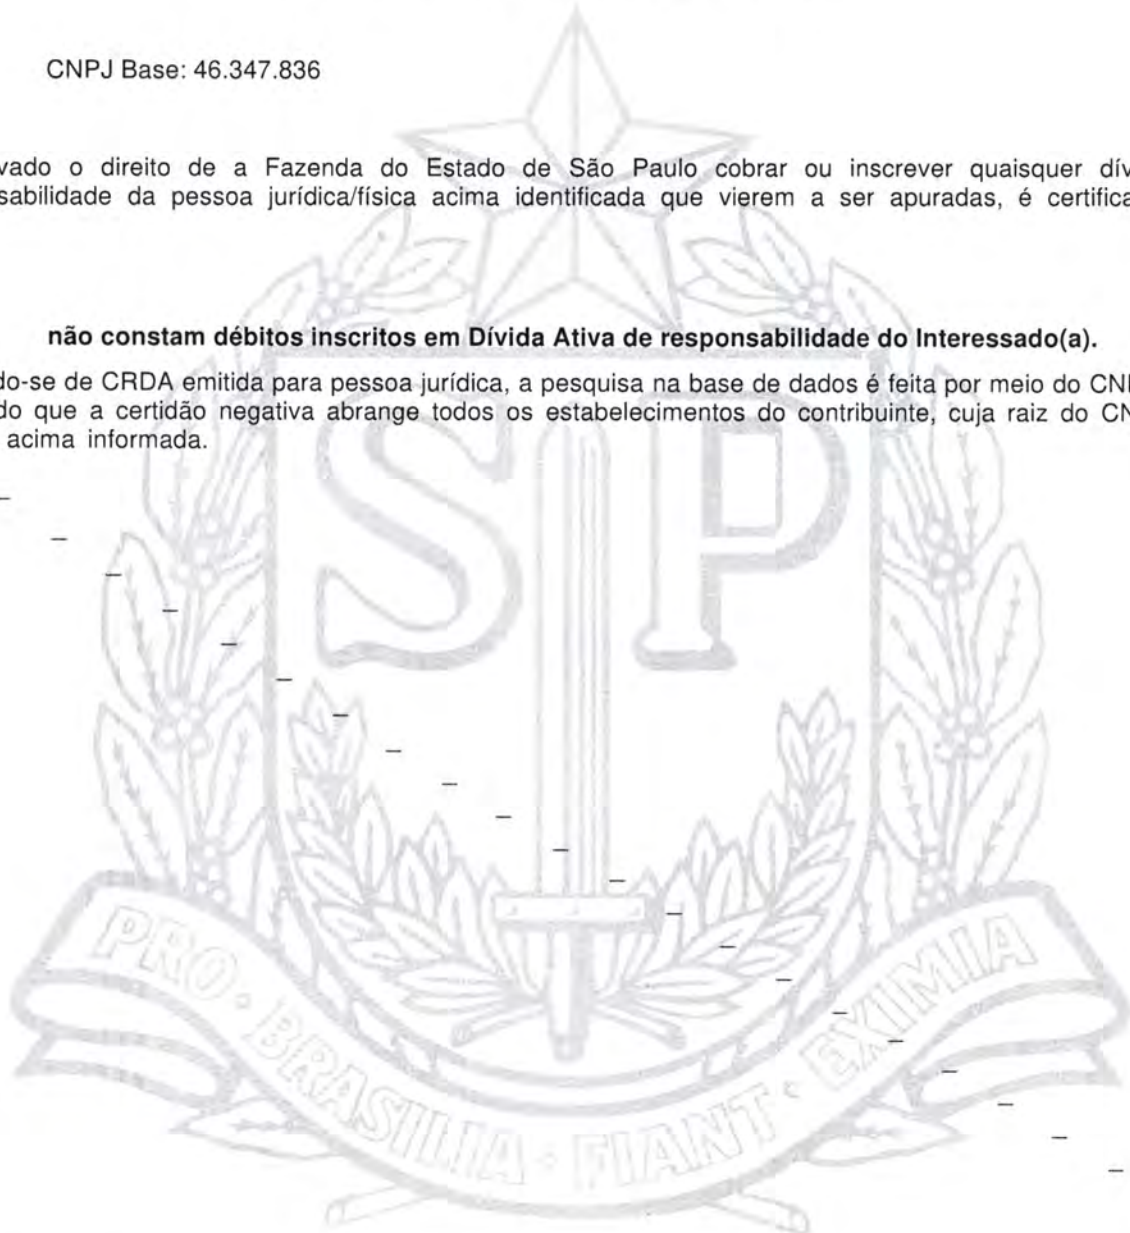 CNPJ Base: 46.347.836
vado o direito de a Fazenda do Estado de São Paulo cobrar ou inscrever quaisquer dív
sabilidade da pessoa jurídica/física acima identificada que vierem a ser apuradas, é certifica
não constam débitos inscritos em Dívida Ativa de responsabilidade do Interessado(a).
do-se de CRDA emitida para pessoa jurídica, a pesquisa na base de dados é feita por meio do CN
do que a certidão negativa abrange todos os estabelecimentos do contribuinte, cuja raiz do CN
acima informada.
SP
PRO • BRASILIA • FIANT • EXIMIA